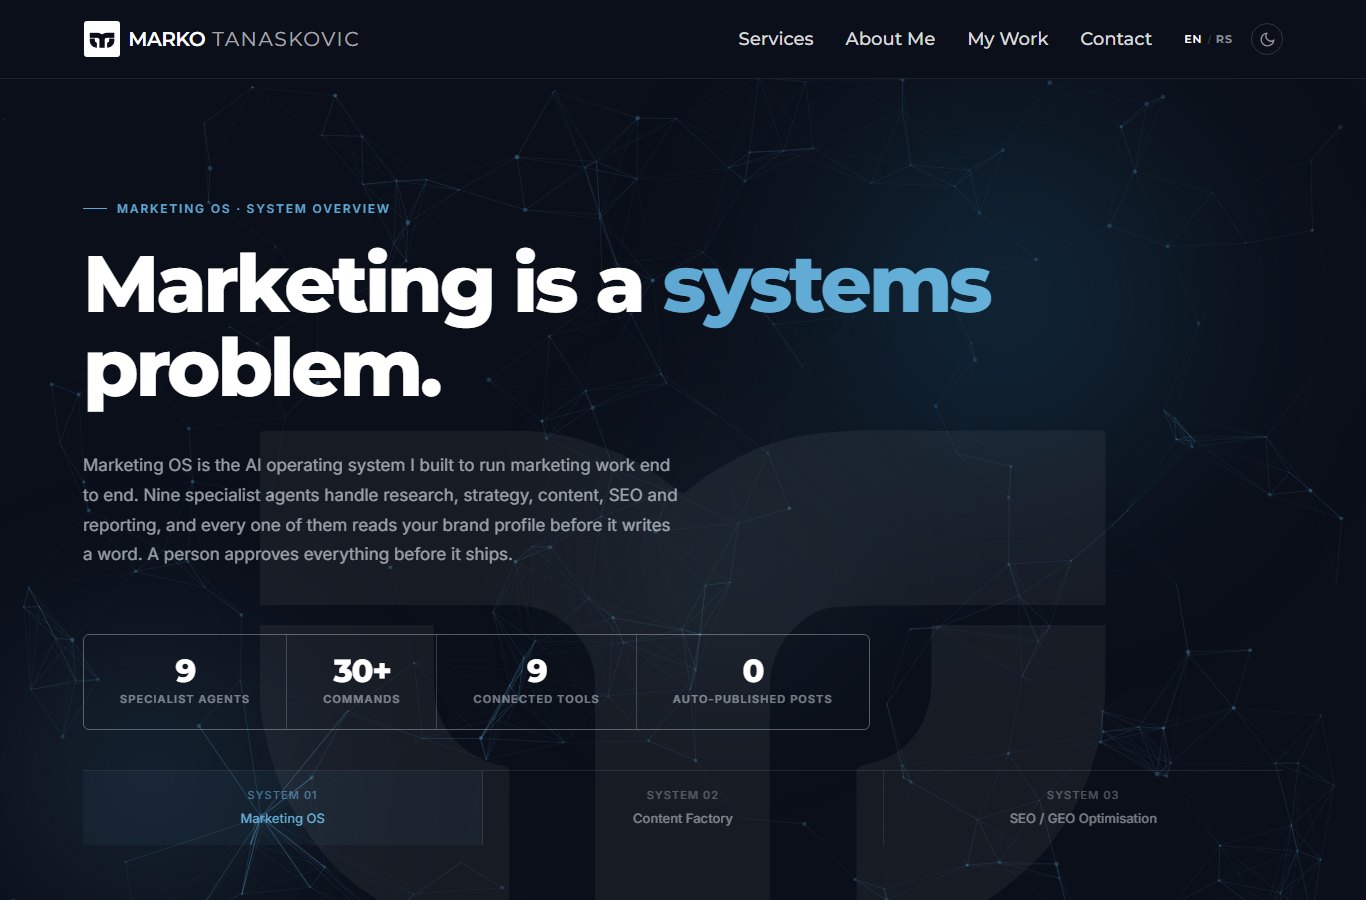 MARKO TANASKOVIC
Services
About Me
My Work
Contact
EN / RS
MARKETING OS · SYSTEM OVERVIEW
Marketing is a systems
problem.
Marketing OS is the AI operating system I built to run marketing work end
to end. Nine specialist agents handle research, strategy, content, SEO and
reporting, and every one of them reads your brand profile before it writes
a word. A person approves everything before it ships.
9
SPECIALIST AGENTS
30+
COMMANDS
9
CONNECTED TOOLS
0
AUTO-PUBLISHED POSTS
SYSTEM 01
Marketing OS
SYSTEM 02
Content Factory
SYSTEM 03
SEO / GEO Optimisation